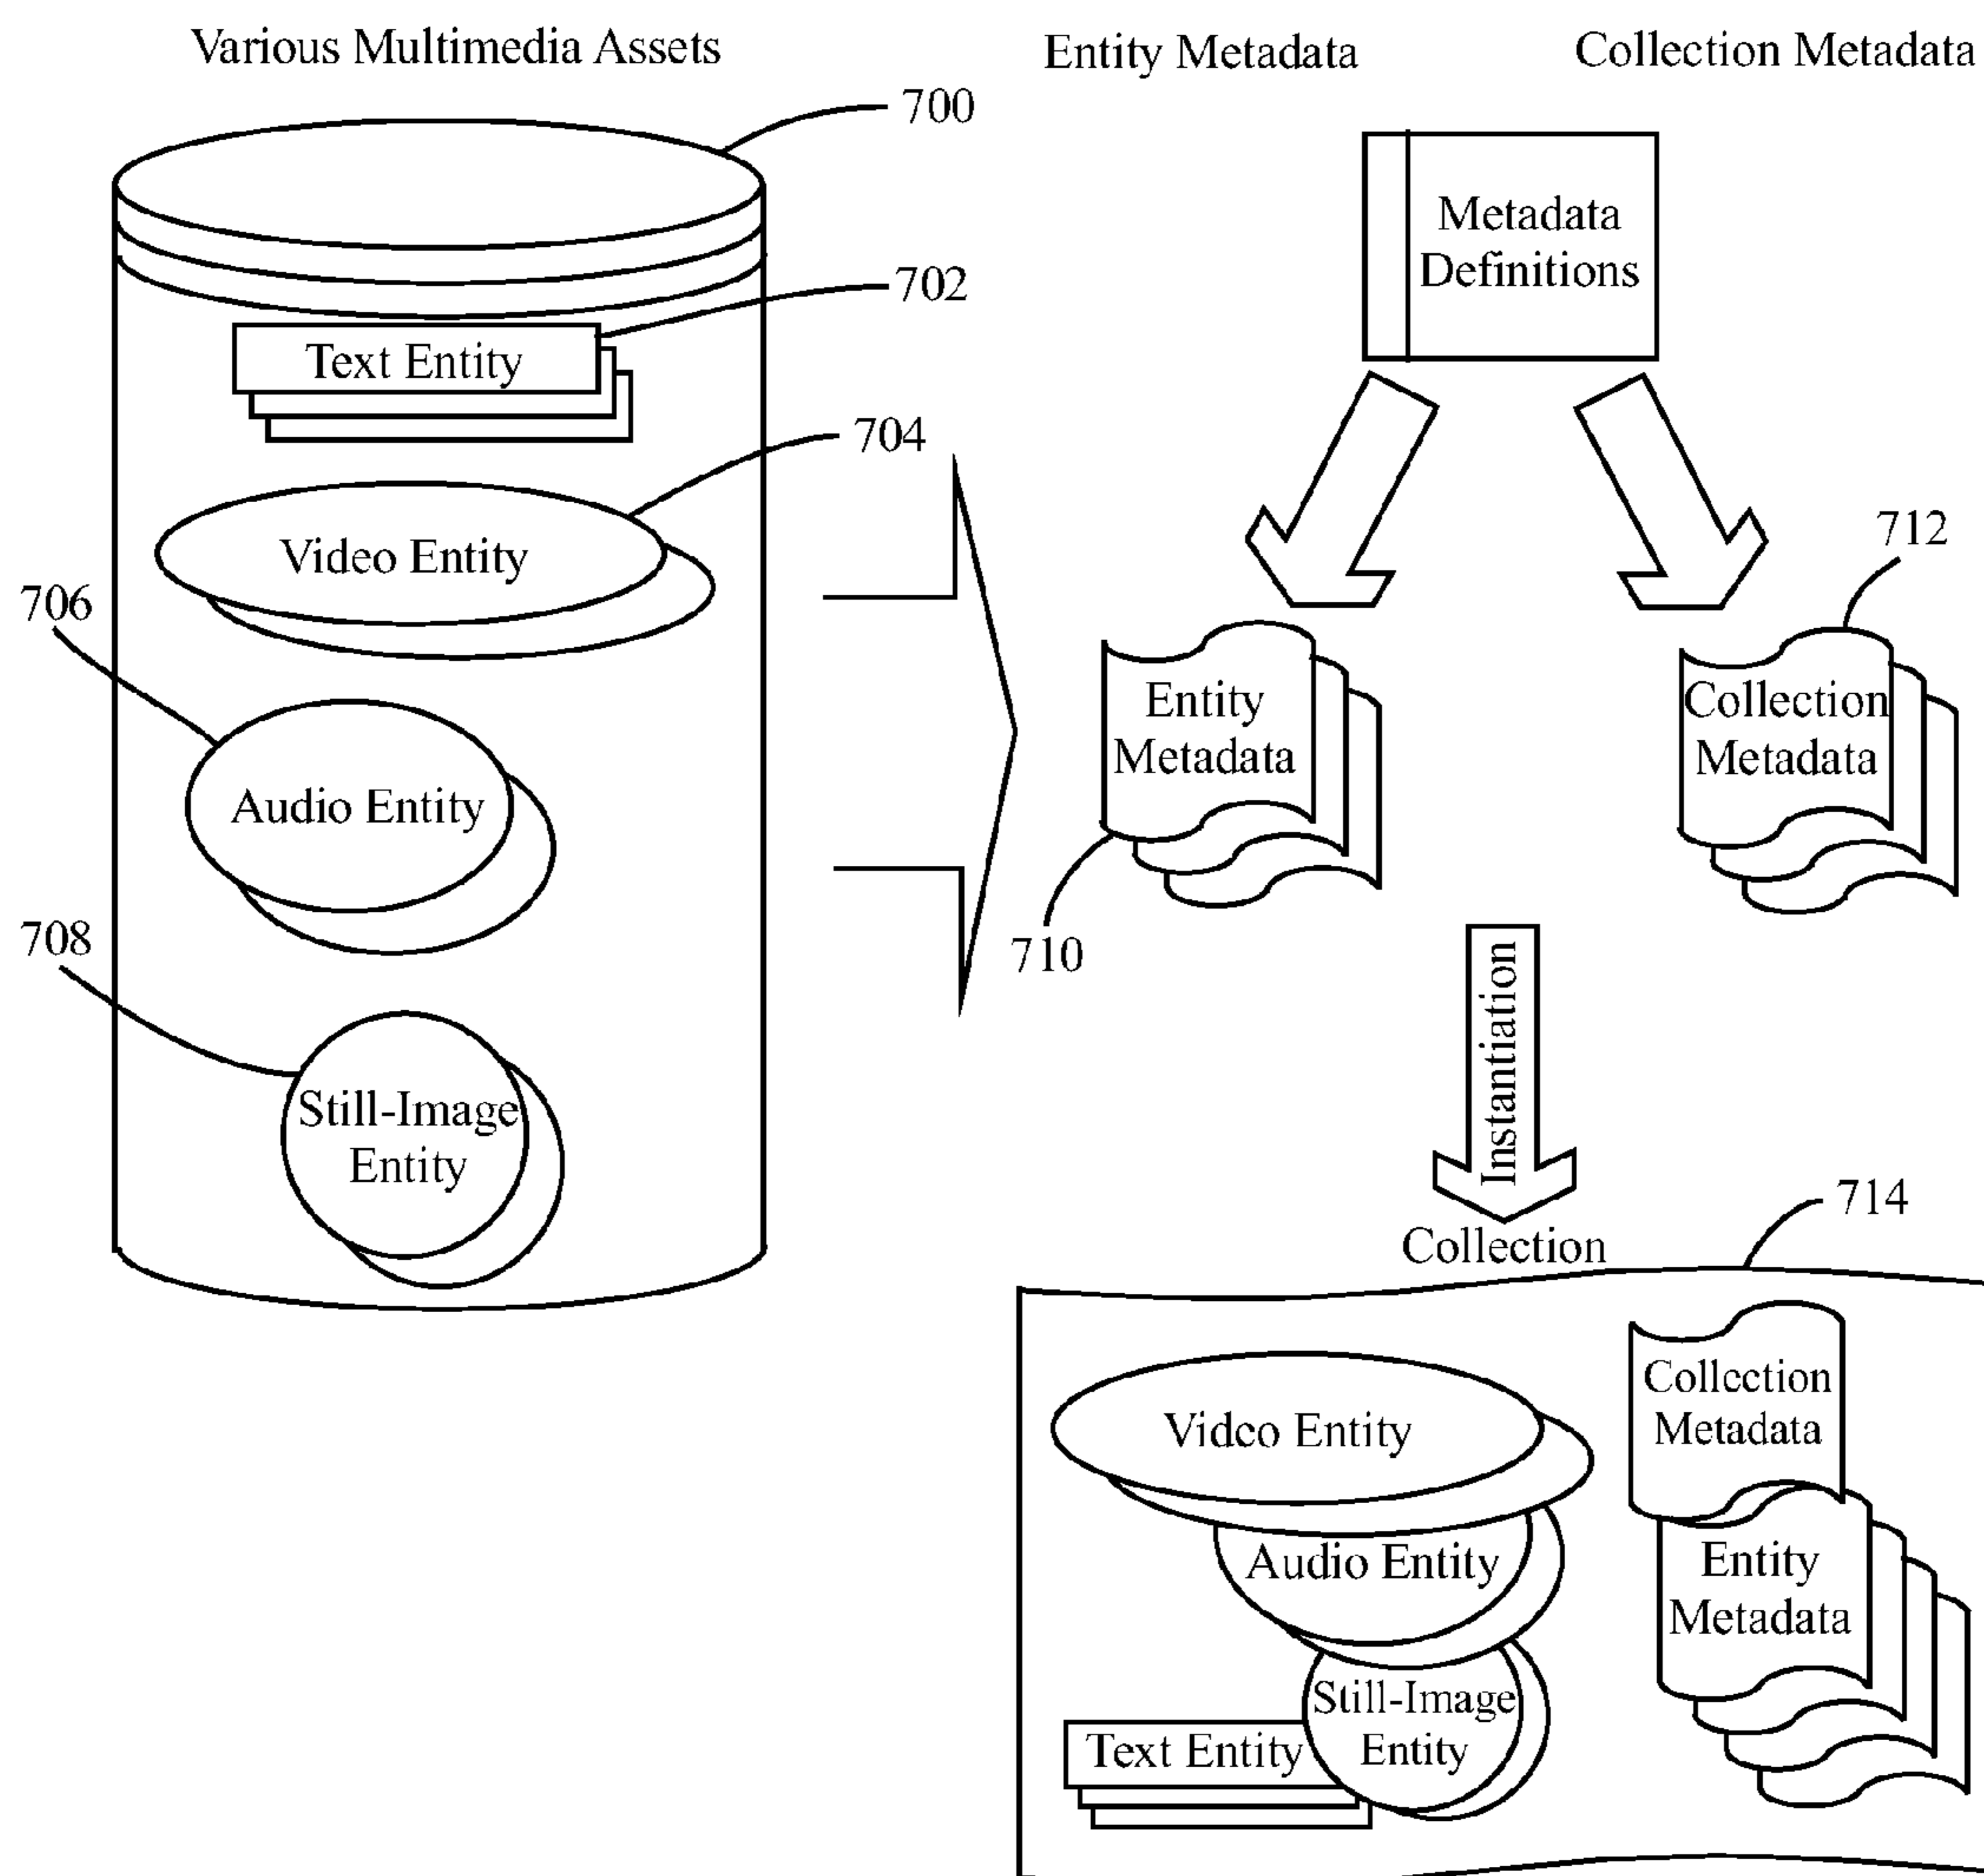 Various Multimedia Assets
Entity Metadata
Collection Metadata
700
Metadata
Definitions
702
Text Entity
704
Video Entity
712
706
Entity
Metadata
Collection
Metadata
Audio Entity
708
710
Instantiation
Still-Image
Entity
714
Collection
Collection
Metadata
Video Entity
Audio Entity
Entity
Metadata
Still-Image
Entity
Text Entity